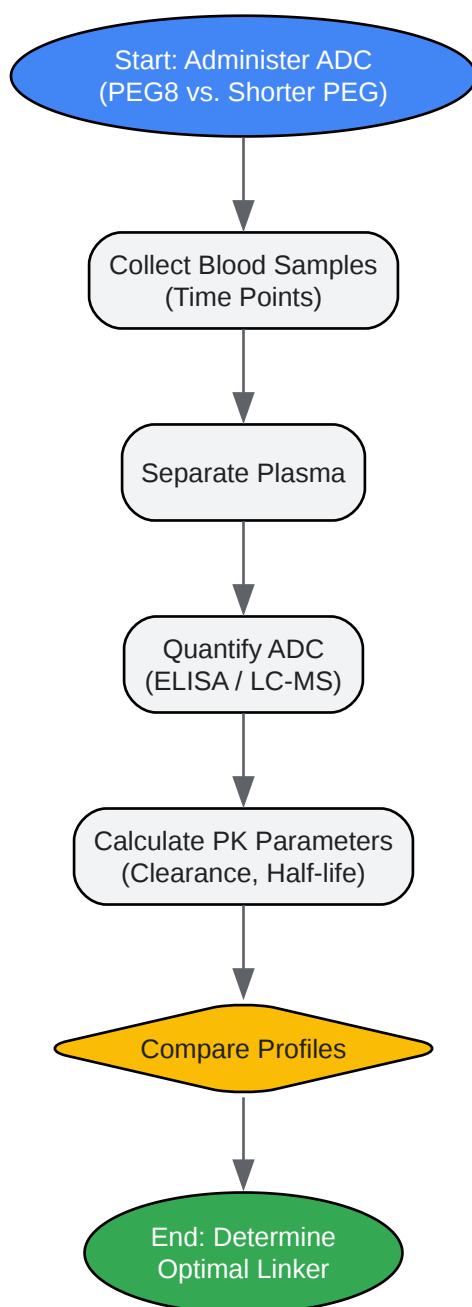 Start: Administer ADC
(PEG8 vs. Shorter PEG)
Collect Blood Samples
(Time Points)
Separate Plasma
Quantify ADC
(ELISA / LC-MS)
Calculate PK Parameters
(Clearance, Half-life)
Compare Profiles
End: Determine
Optimal Linker